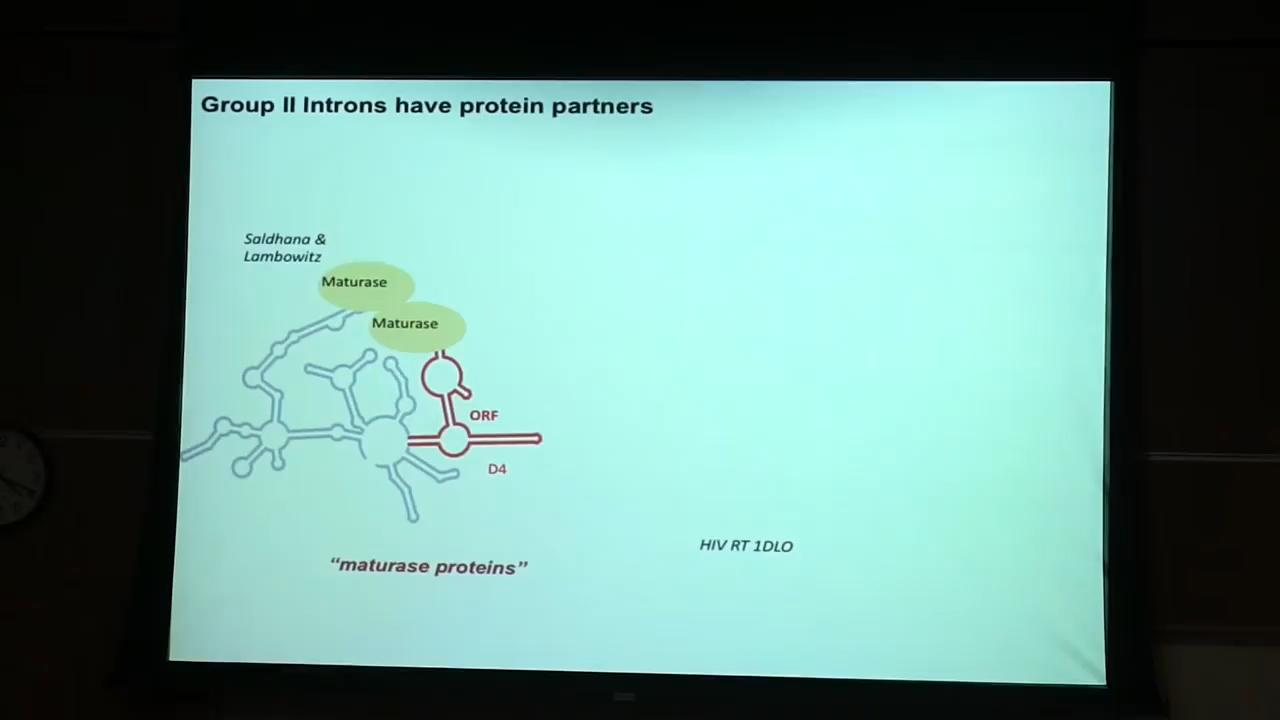 Group II Introns have protein partners
Saldhana &
Lambowitz
Maturase
Maturase
ORF
D4
HIV RT 1DLO
“maturase proteins”